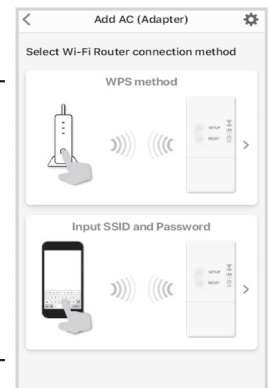 Add AC (Adapter)
Select Wi-Fi Router connection method
WPS method
SETUP
RESET
Input SSID and Password
SETUP
RESET